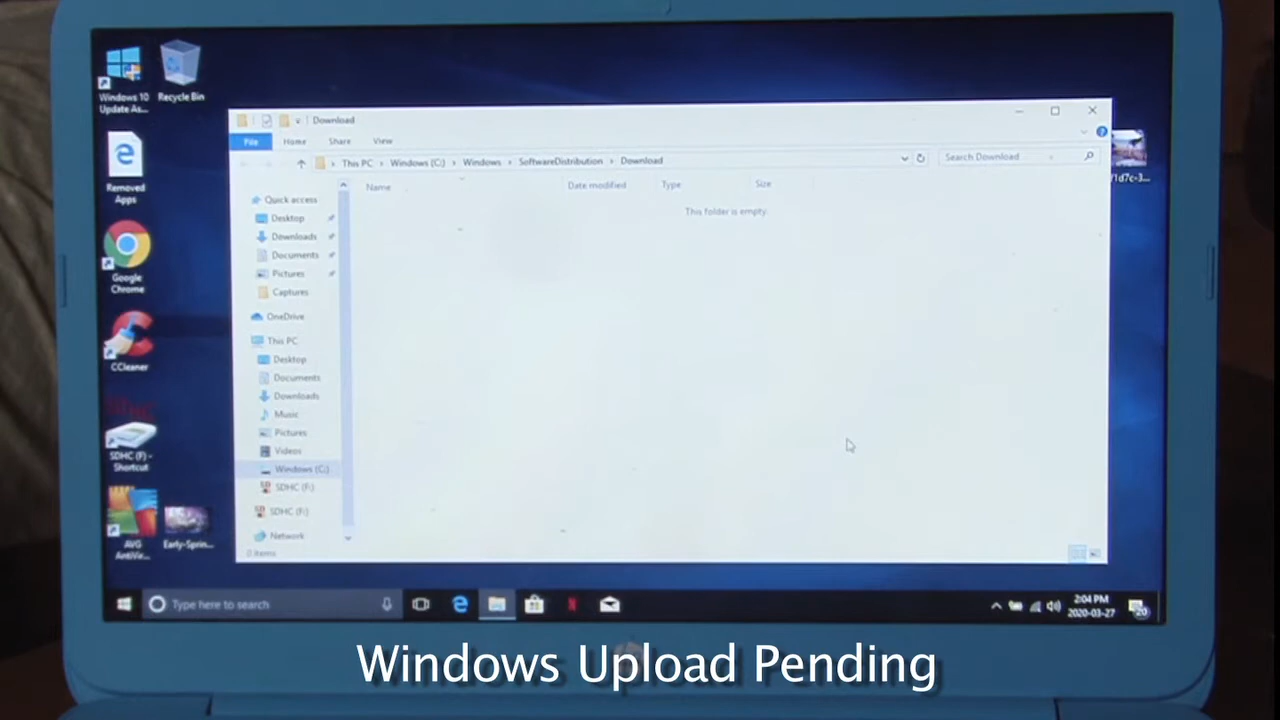 Windows 10
Update As...
Recycle Bin
Removed
Apps
Google
Chrome
CCleaner
SDHC (F) -
Shortcut
AVG
AntiVi...
Early-Sprin...
f1d7c-3...
Download
File Home Share View
This PC > Windows (C:) > Windows > SoftwareDistribution > Download
Search Download
Name Date modified Type Size
This folder is empty.
Quick access
Desktop
Downloads
Documents
Pictures
Captures
OneDrive
This PC
Desktop
Documents
Downloads
Music
Pictures
Videos
Windows (C:)
SDHC (F:)
SDHC (F:)
Network
0 items
Type here to search
2:04 PM
2020-03-27
20
Windows Upload Pending